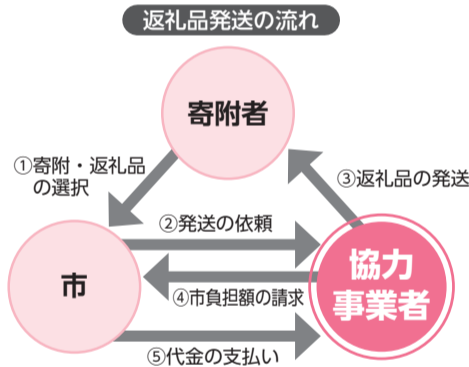 返礼品発送の流れ
寄附者
①寄附・返礼品
の選択
③返礼品の発送
②発送の依頼
市
協力
事業者
④市負担額の請求
⑤代金の支払い